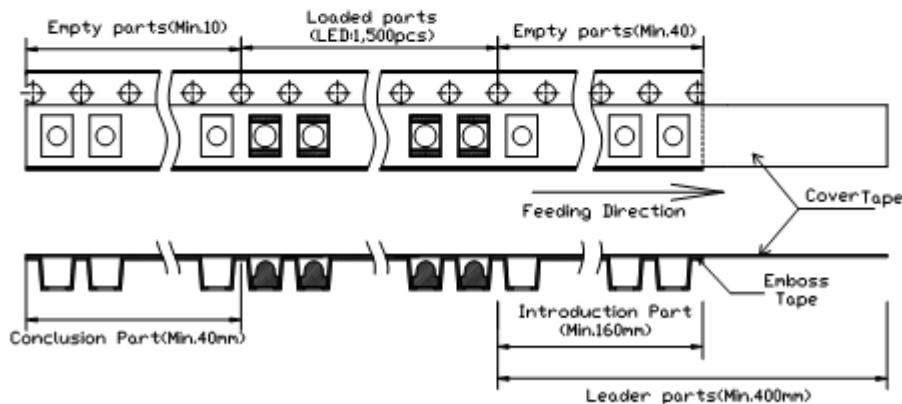 Empty parts(Min.10)
Loaded parts
(LED:1,500pcs)
Empty parts(Min.40)
Feeding Direction
Cover Tape
Emboss
Tape
Conclusion Part(Min.40mm)
Introduction Part
(Min.160mm)
Leader parts(Min.400mm)